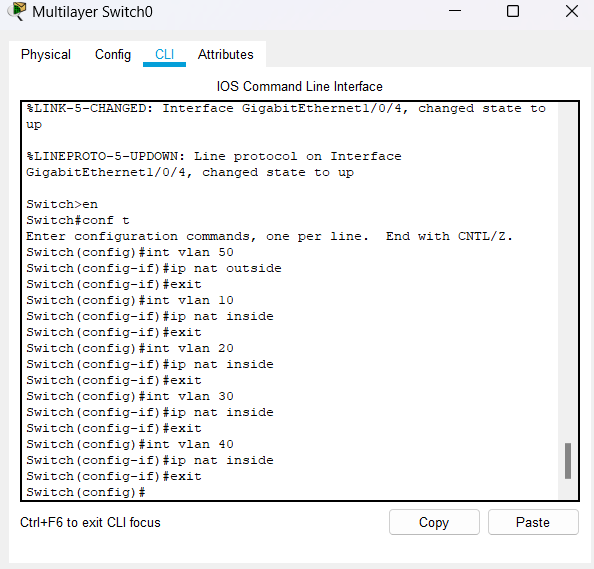 Multilayer Switch0
Physical Config CLI Attributes
IOS Command Line Interface
%LINK-5-CHANGED: Interface GigabitEthernet1/0/4, changed state to
up
%LINEPROTO-5-UPDOWN: Line protocol on Interface
GigabitEthernet1/0/4, changed state to up
Switch>en
Switch#conf t
Enter configuration commands, one per line.  End with CNTL/Z.
Switch(config)#int vlan 50
Switch(config-if)#ip nat outside
Switch(config-if)#exit
Switch(config)#int vlan 10
Switch(config-if)#ip nat inside
Switch(config-if)#exit
Switch(config)#int vlan 20
Switch(config-if)#ip nat inside
Switch(config-if)#exit
Switch(config)#int vlan 30
Switch(config-if)#ip nat inside
Switch(config-if)#exit
Switch(config)#int vlan 40
Switch(config-if)#ip nat inside
Switch(config-if)#exit
Switch(config)#
Ctrl+F6 to exit CLI focus
Copy Paste